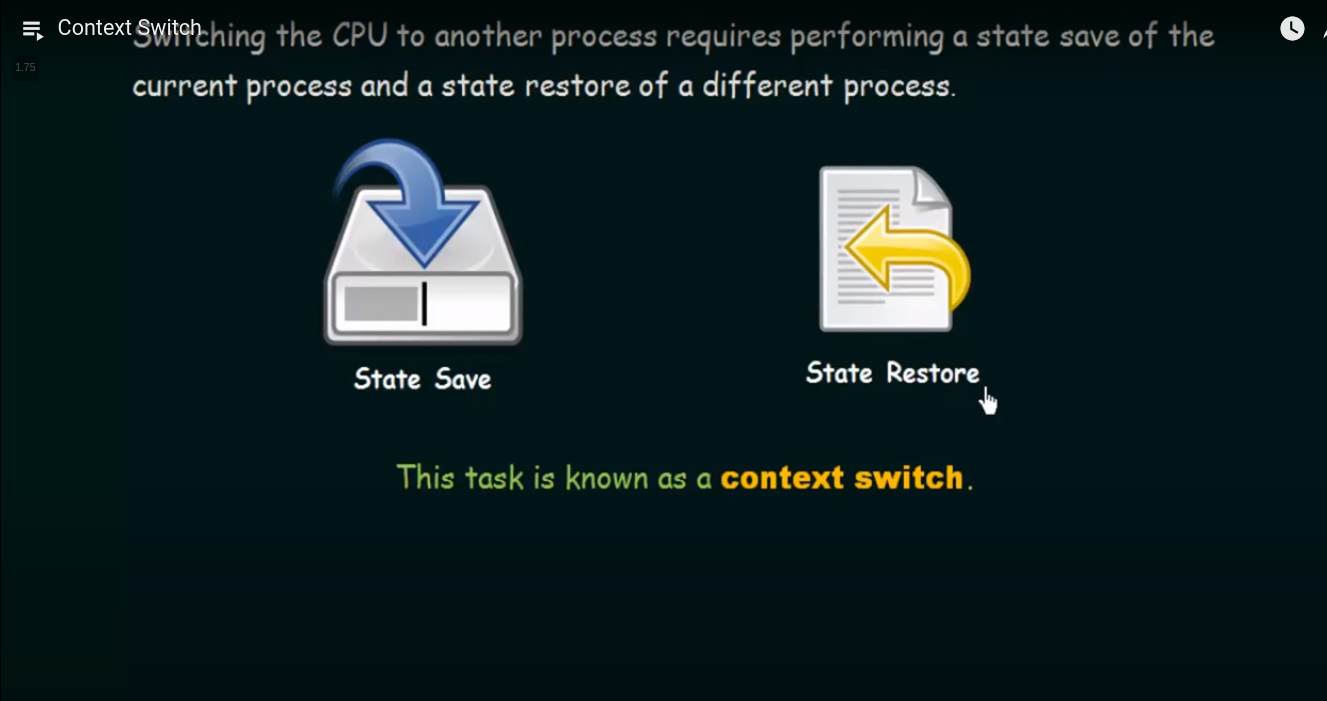 Context Switch
1.75
Switching the CPU to another process requires performing a state save of the
current process and a state restore of a different process.
State Save
State Restore
This task is known as a context switch.